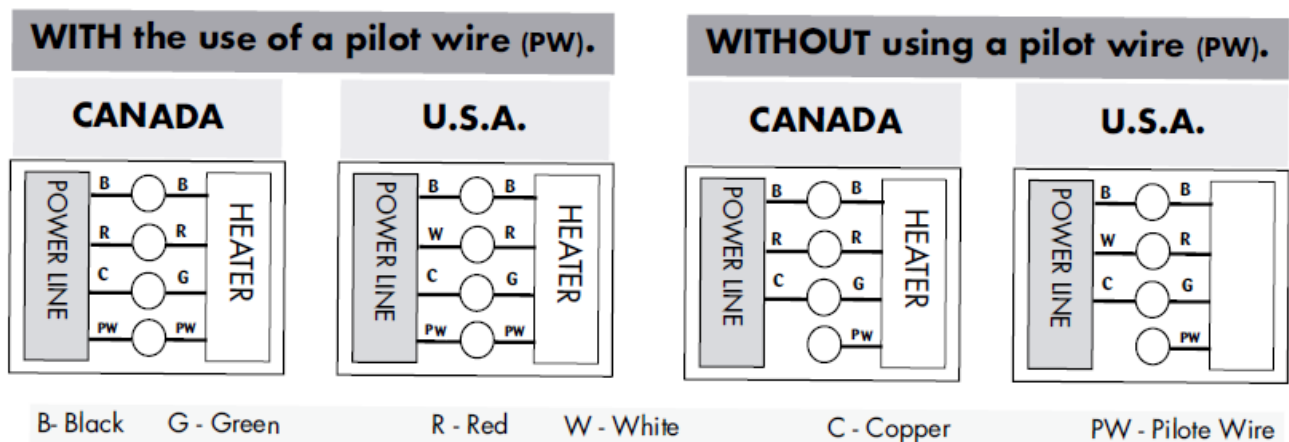 WITH the use of a pilot wire (PW).
WITHOUT using a pilot wire (PW).
CANADA
U.S.A.
CANADA
U.S.A.
POWER LINE
B B
R R
C G
PW PW
HEATER
POWER LINE
B B
W R
C G
PW PW
HEATER
POWER LINE
B B
R R
C G
PW
HEATER
POWER LINE
B B
W R
C G
PW
B- Black G - Green R - Red W - White C - Copper PW - Pilote Wire